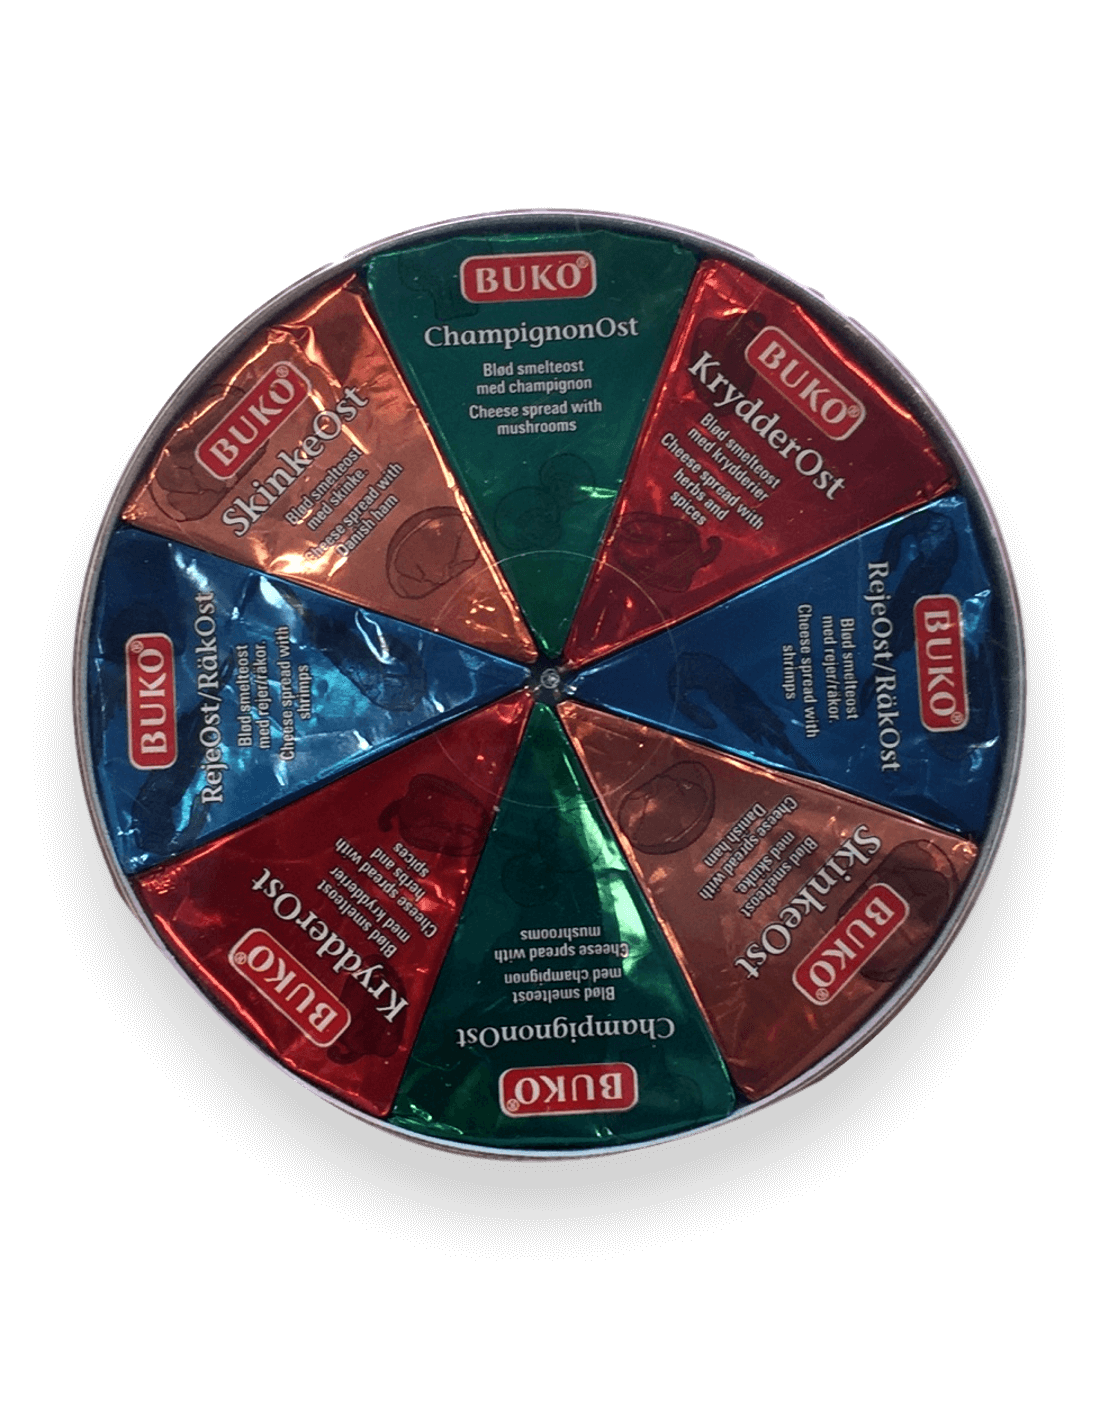 BUKO®
ChampignonOst
Blød smelteost
med champignon
Cheese spread with
mushrooms
BUKO®
KrydderOst
Blød smelteost
med krydderier
Cheese spread with
herbs and
spices
BUKO®
RejeOst/RäkOst
Blød smelteost
med rejer/räkor.
Cheese spread with
shrimps
BUKO®
SkinkeOst
Blød smelteost
med skinke.
Cheese spread with
Danish ham
BUKO®
ChampignonOst
Blød smelteost
med champignon
Cheese spread with
mushrooms
BUKO®
KrydderOst
Blød smelteost
med krydderier
Cheese spread with
herbs and
spices
BUKO®
RejeOst/RäkOst
Blød smelteost
med rejer/räkor.
Cheese spread with
shrimps
BUKO®
SkinkeOst
Blød smelteost
med skinke.
Cheese spread with
Danish ham